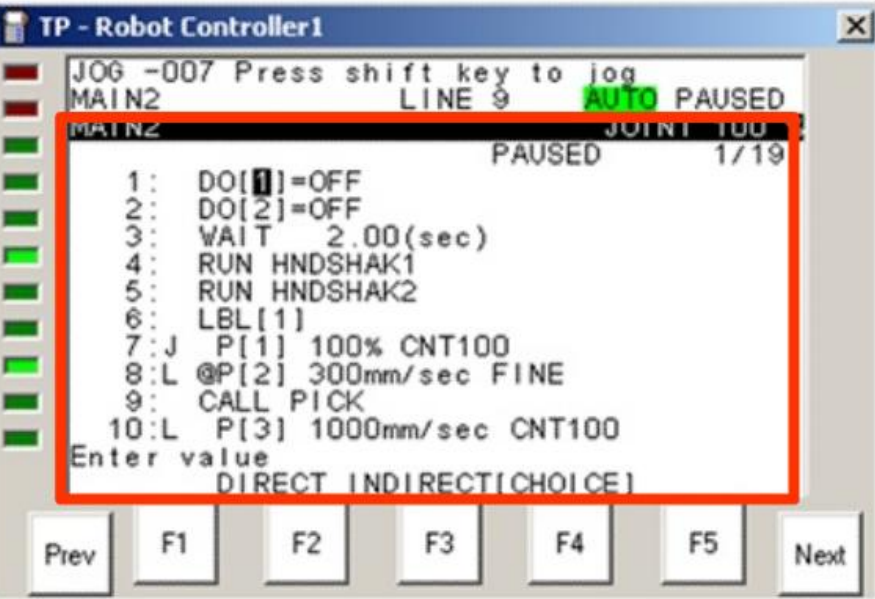 TP - Robot Controller1
JOG -007 Press shift key to jog
MAIN2 LINE 9 AUTO PAUSED
MAIN2 JOINT 100
PAUSED 1/19
1: DO[1]=OFF
2: DO[2]=OFF
3: WAIT 2.00(sec)
4: RUN HNDSHAK1
5: RUN HNDSHAK2
6: LBL[1]
7:J P[1] 100% CNT100
8:L @P[2] 300mm/sec FINE
9: CALL PICK
10:L P[3] 1000mm/sec CNT100
Enter value
DIRECT INDIRECT[CHOICE]
Prev F1 F2 F3 F4 F5 Next